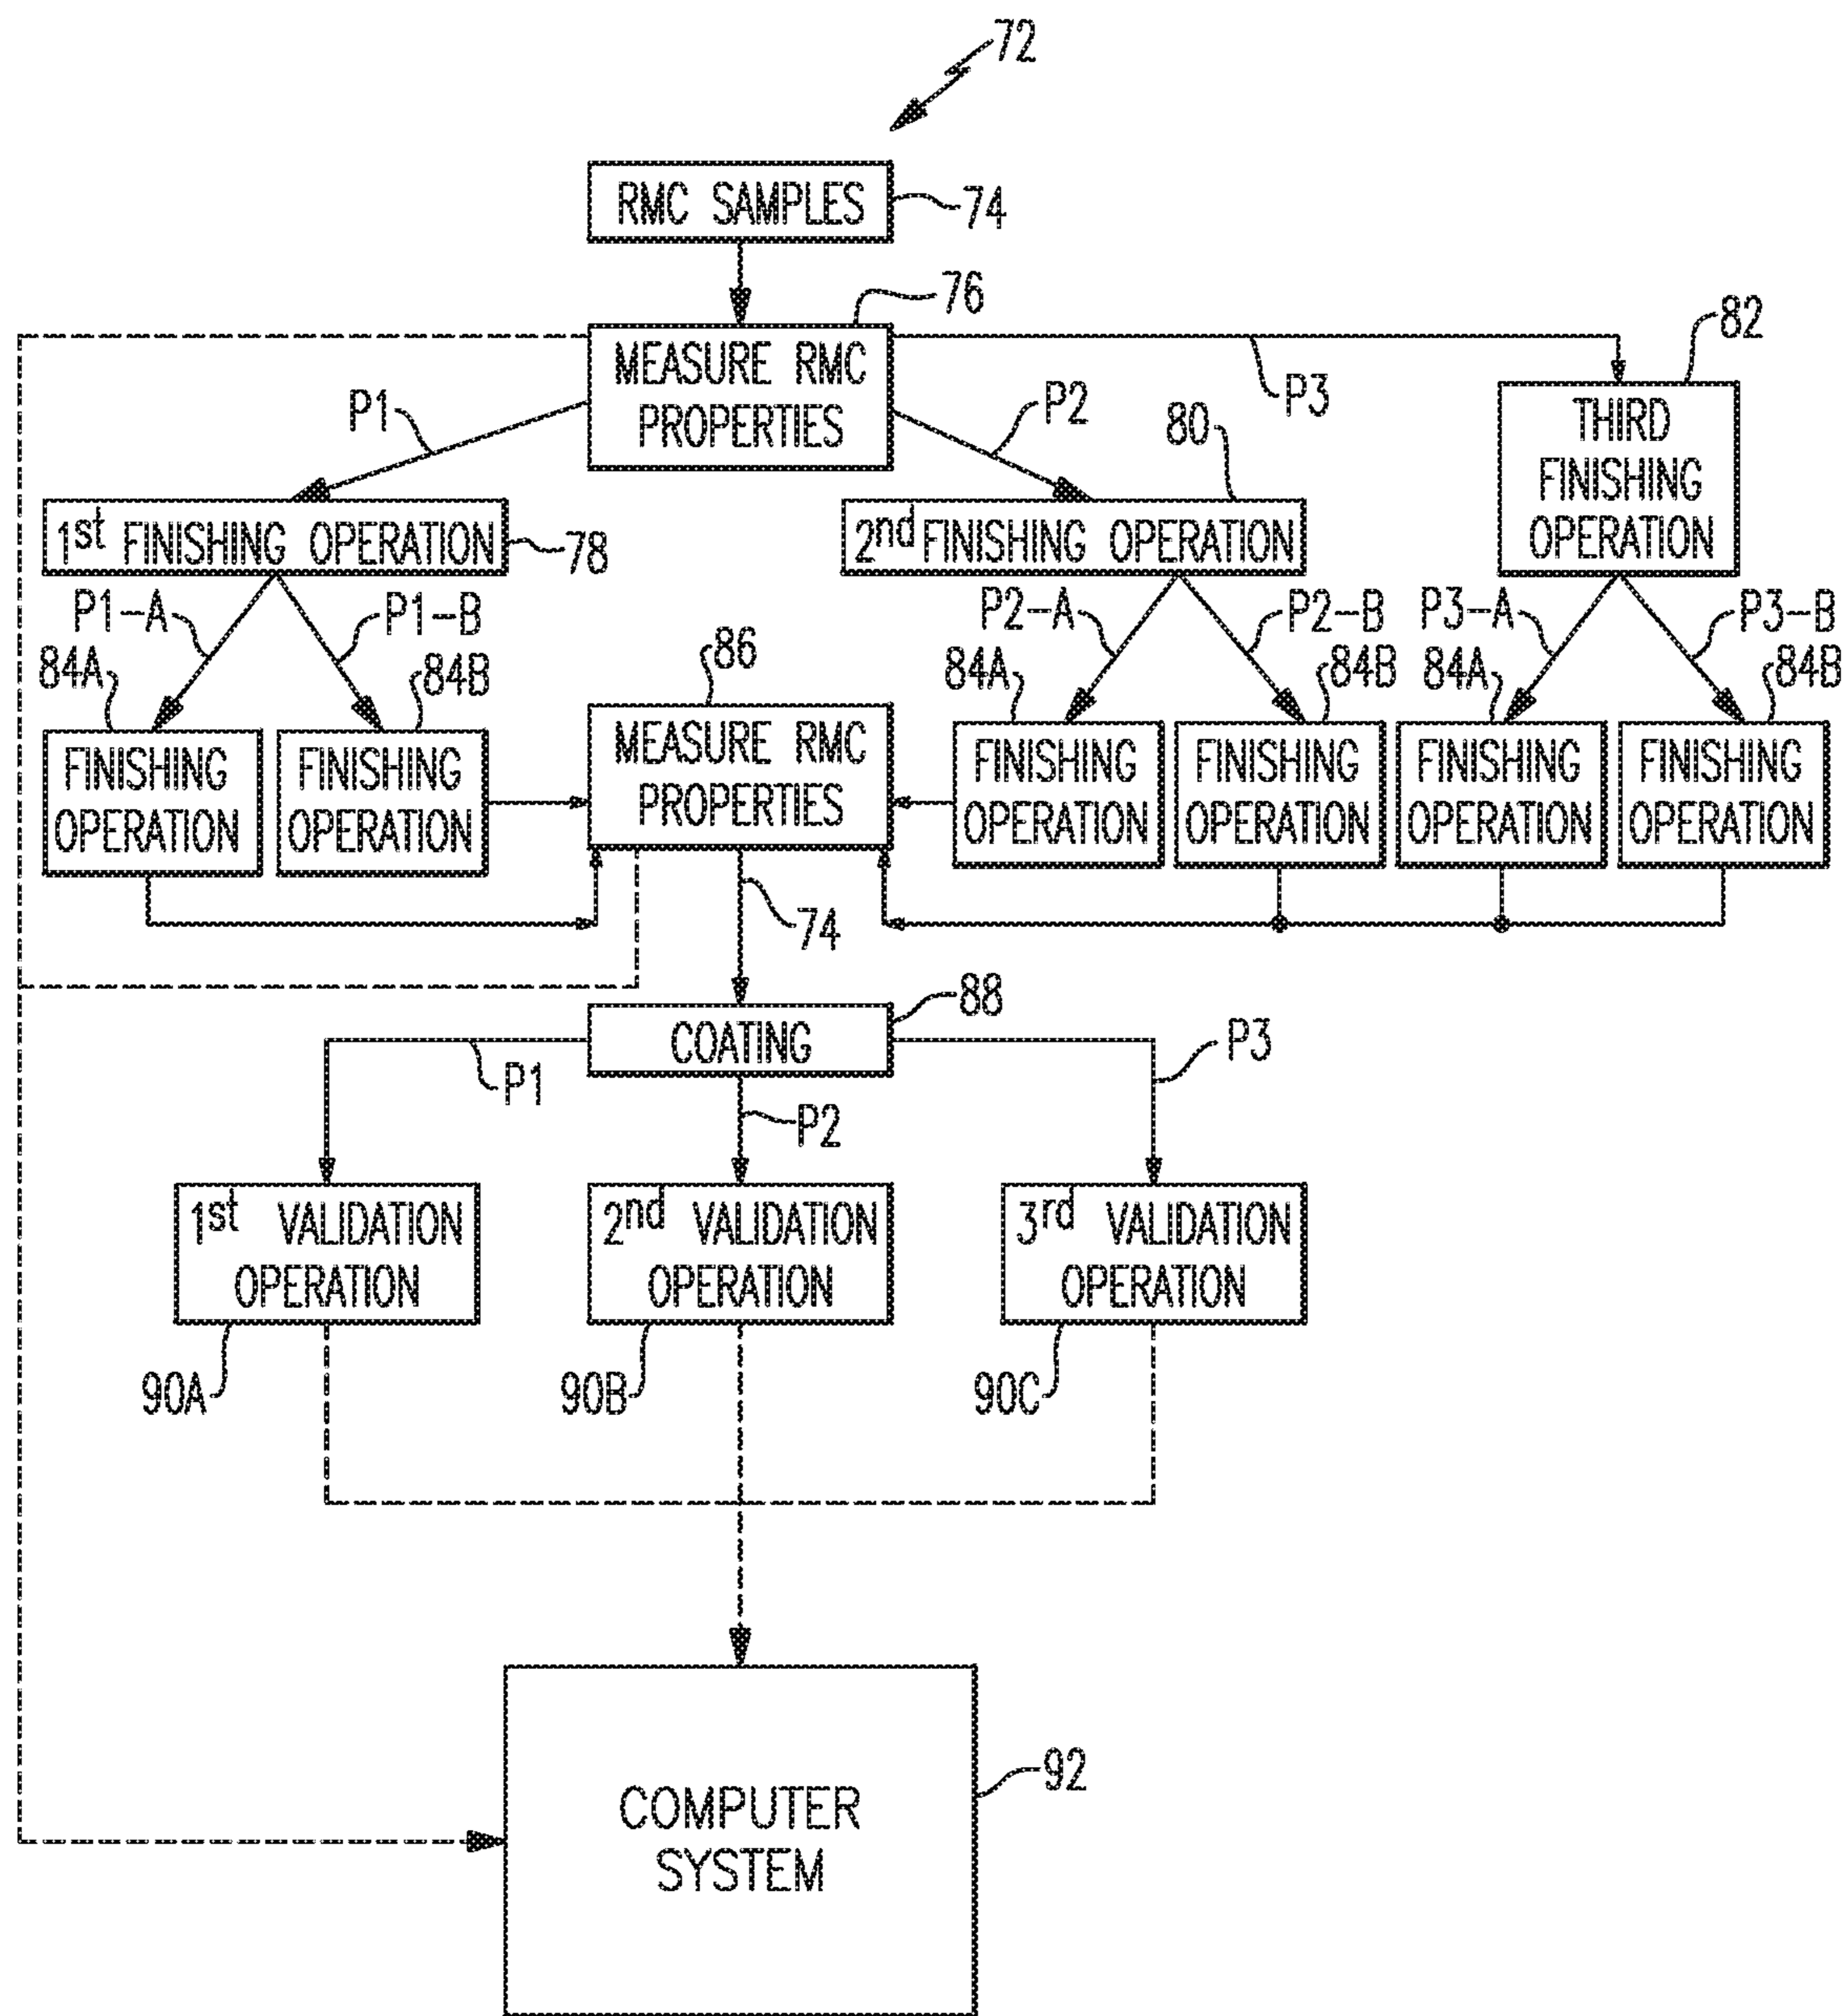 72
RMC SAMPLES
74
76
MEASURE RMC
PROPERTIES
P1
P2
P3
82
THIRD
FINISHING
OPERATION
80
1st FINISHING OPERATION
78
2nd FINISHING OPERATION
P1-A
P1-B
P2-A
P2-B
P3-A
P3-B
84A
84B
86
84A
84B
84A
84B
FINISHING
OPERATION
FINISHING
OPERATION
MEASURE RMC
PROPERTIES
FINISHING
OPERATION
FINISHING
OPERATION
FINISHING
OPERATION
FINISHING
OPERATION
74
88
COATING
P1
P2
P3
1st VALIDATION
OPERATION
2nd VALIDATION
OPERATION
3rd VALIDATION
OPERATION
90A
90B
90C
COMPUTER
SYSTEM
92